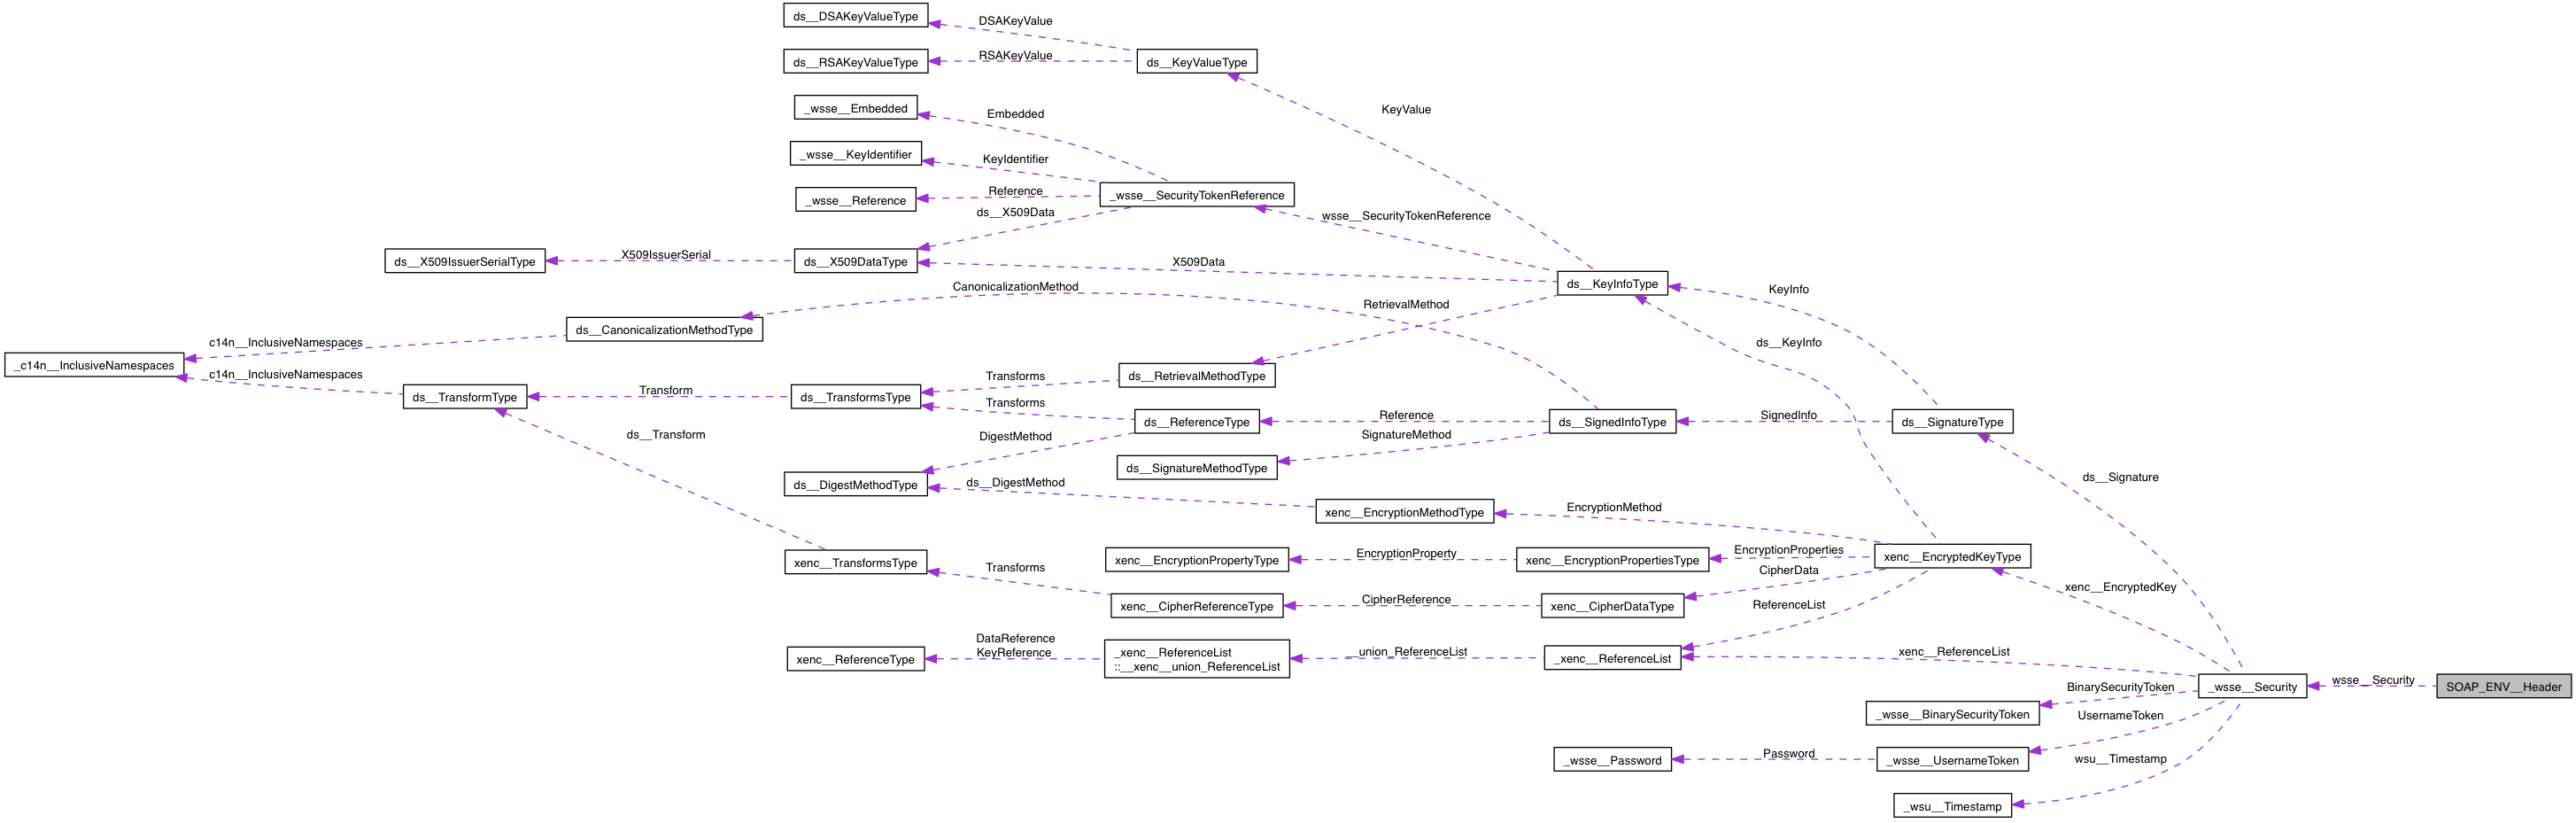 ds__DSAKeyValueType
DSAKeyValue
ds__RSAKeyValueType
RSAKeyValue
ds__KeyValueType
_wsse__Embedded
Embedded
KeyValue
_wsse__KeyIdentifier
KeyIdentifier
_wsse__Reference
Reference
_wsse__SecurityTokenReference
ds__X509Data
wsse__SecurityTokenReference
ds__X509IssuerSerialType
X509IssuerSerial
ds__X509DataType
X509Data
ds__KeyInfoType
KeyInfo
CanonicalizationMethod
RetrievalMethod
ds__CanonicalizationMethodType
c14n__InclusiveNamespaces
ds__KeyInfo
_c14n__InclusiveNamespaces
c14n__InclusiveNamespaces
ds__RetrievalMethodType
Transforms
ds__TransformType
Transform
ds__TransformsType
Transforms
ds__ReferenceType
Reference
ds__SignedInfoType
SignedInfo
ds__SignatureType
ds__Transform
DigestMethod
SignatureMethod
ds__SignatureMethodType
ds__Signature
ds__DigestMethodType
ds__DigestMethod
xenc__EncryptionMethodType
EncryptionMethod
xenc__TransformsType
Transforms
xenc__EncryptionPropertyType
EncryptionProperty
xenc__EncryptionPropertiesType
EncryptionProperties
xenc__EncryptedKeyType
CipherData
xenc__EncryptedKey
xenc__CipherReferenceType
CipherReference
xenc__CipherDataType
ReferenceList
xenc__ReferenceType
DataReference
KeyReference
_xenc__ReferenceList
::__xenc__union_ReferenceList
__union_ReferenceList
_xenc__ReferenceList
xenc__ReferenceList
_wsse__Security
wsse__Security
SOAP_ENV__Header
BinarySecurityToken
_wsse__BinarySecurityToken
UsernameToken
_wsse__Password
Password
_wsse__UsernameToken
wsu__Timestamp
_wsu__Timestamp